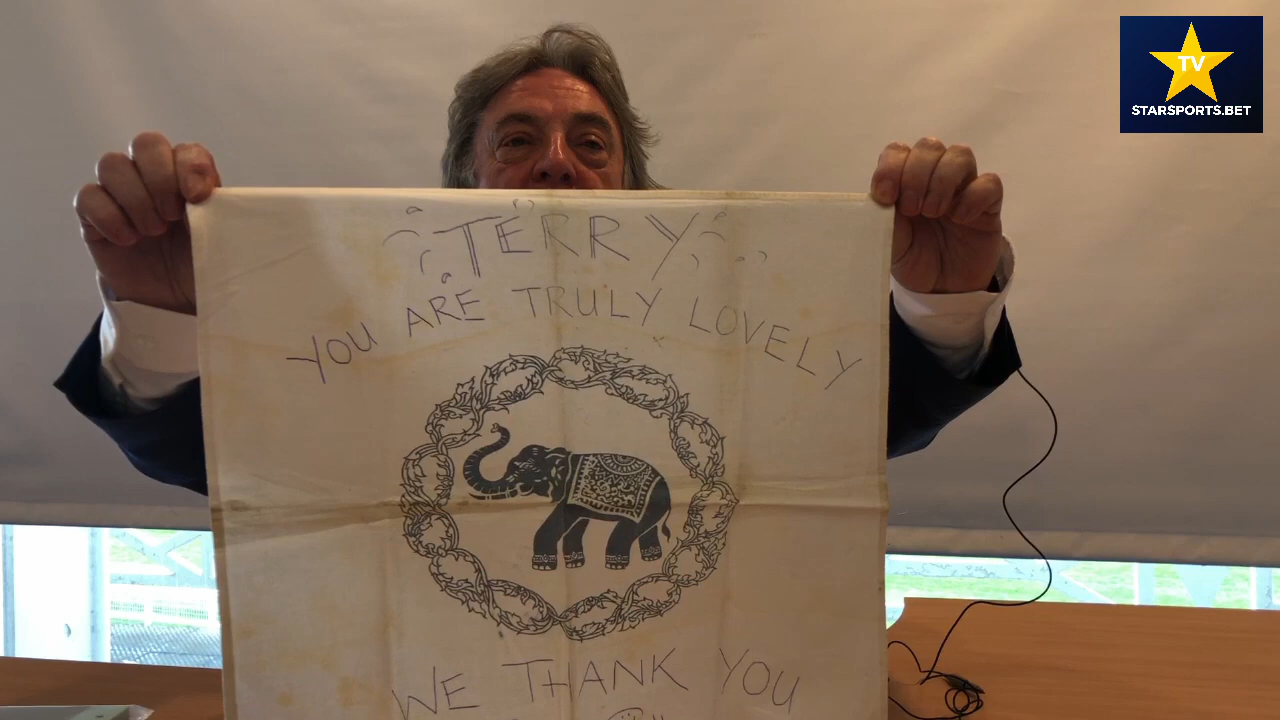 TV
STARSPORTS.BET
TERRY
YOU ARE TRULY LOVELY
WE THANK YOU